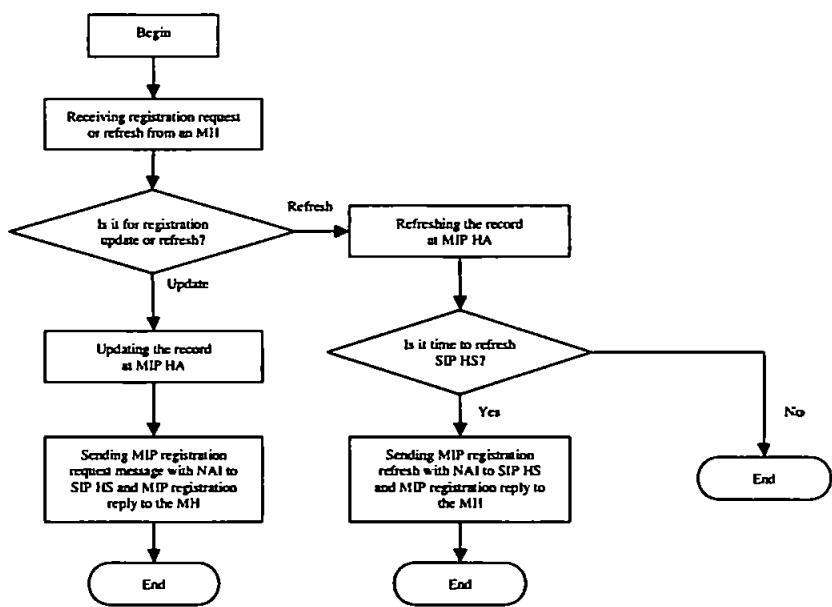 Begin
Receiving registration request
or refresh from an MH
Is it for registration
update or refresh?
Refresh
Refreshing the record
at MIP HA
Update
Updating the record
at MIP HA
Is it time to refresh
SIP HS?
Yes
No
Sending MIP registration
request message with NAI to
SIP HS and MIP registration
reply to the MH
Sending MIP registration
refresh with NAI to SIP HS
and MIP registration reply to
the MH
End
End
End